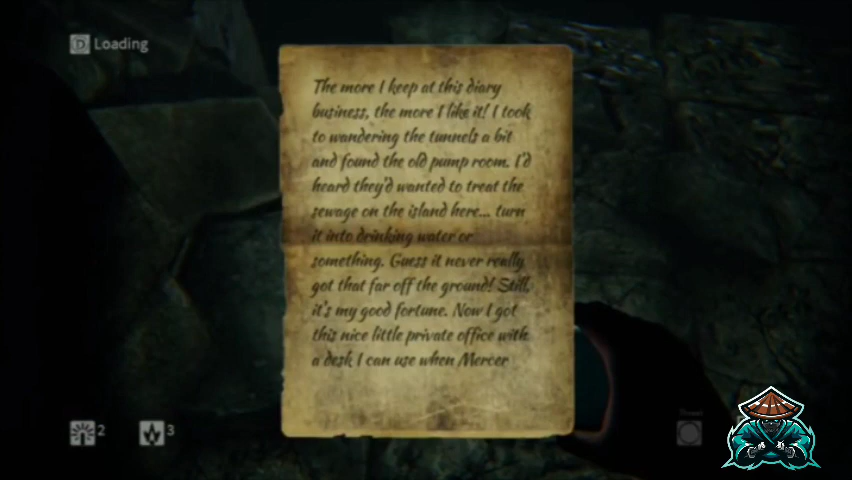 Loading
The more I keep at this diary
business, the more I like it! I took
to wandering the tunnels a bit
and found the old pump room. I'd
heard they'd wanted to treat the
sewage on the island here... turn
it into drinking water or
something. Guess it never really
got that far off the ground! Still,
it's my good fortune. Now I got
this nice little private office with
a desk I can use when Mercer
2
3